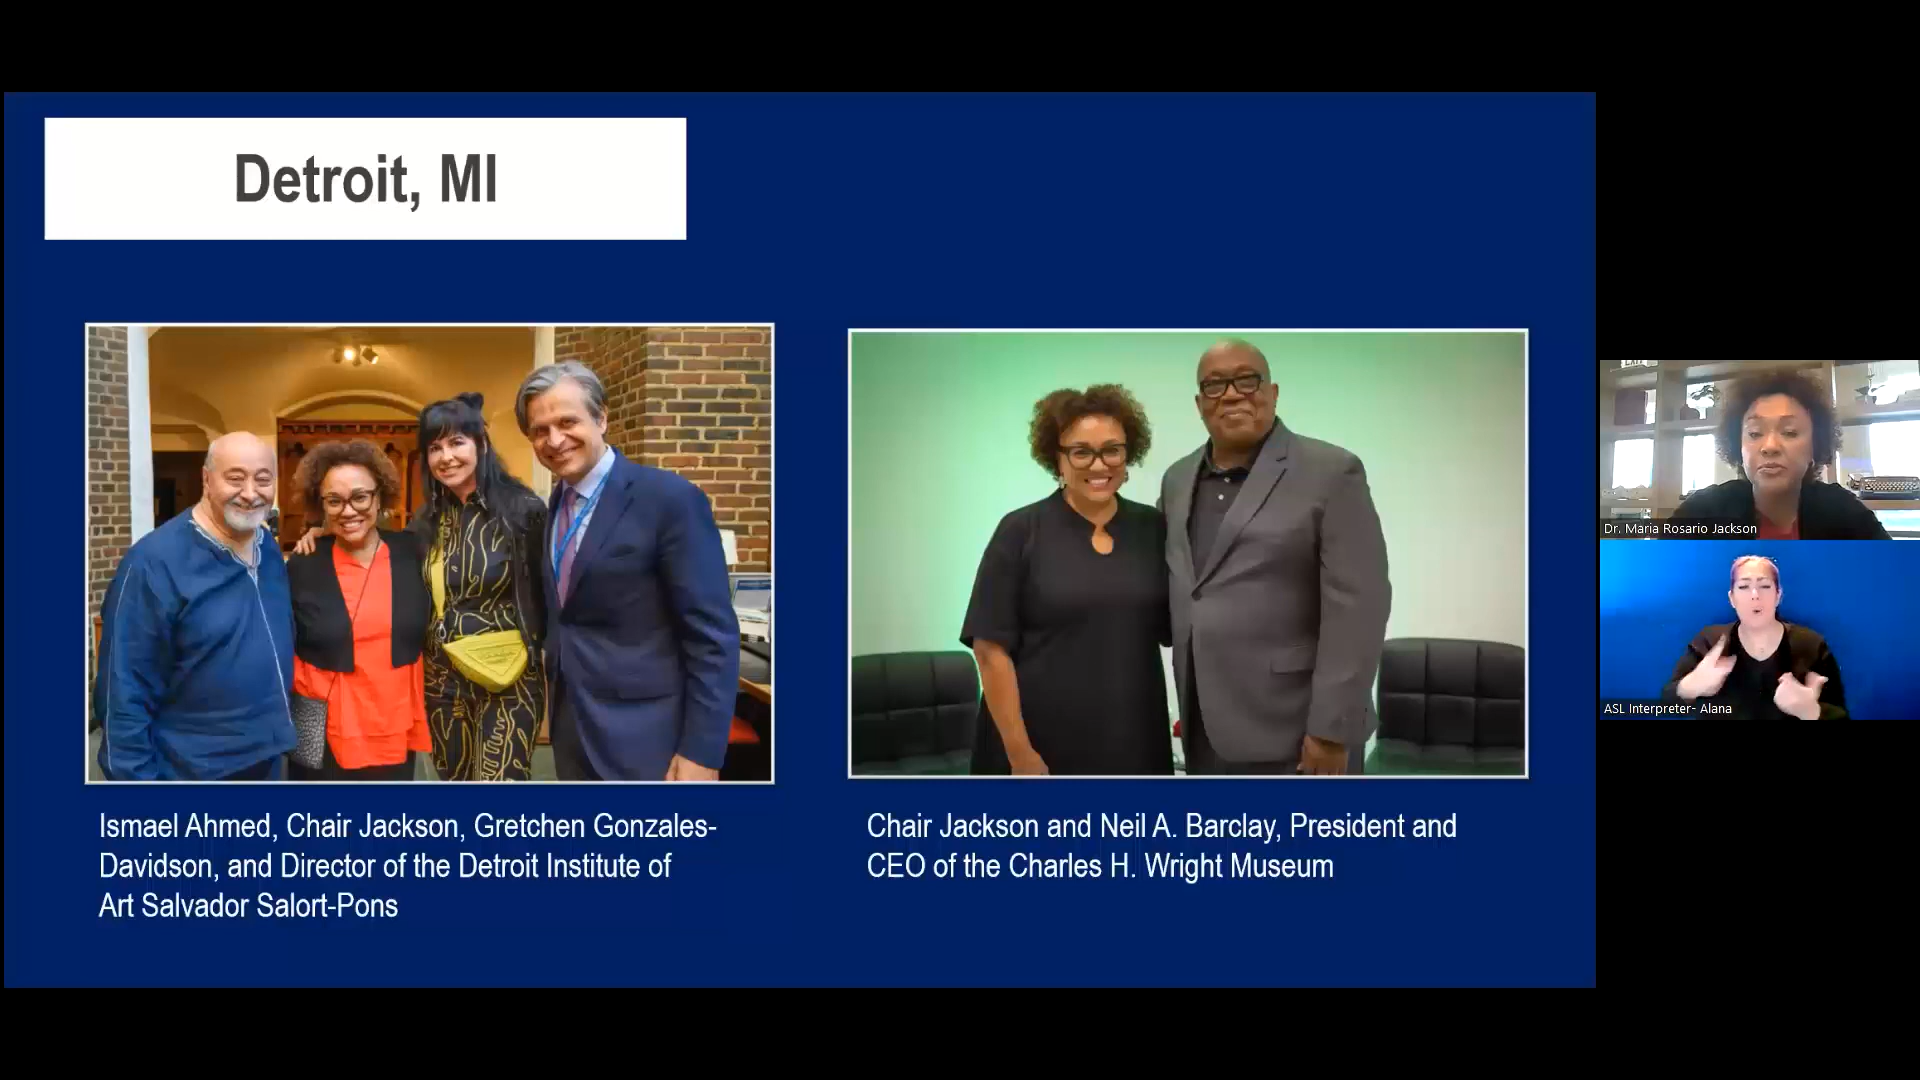 Detroit, MI
Ismael Ahmed, Chair Jackson, Gretchen Gonzales-
Davidson, and Director of the Detroit Institute of
Art Salvador Salort-Pons
Chair Jackson and Neil A. Barclay, President and
CEO of the Charles H. Wright Museum
Dr. Maria Rosario Jackson
ASL Interpreter- Alana